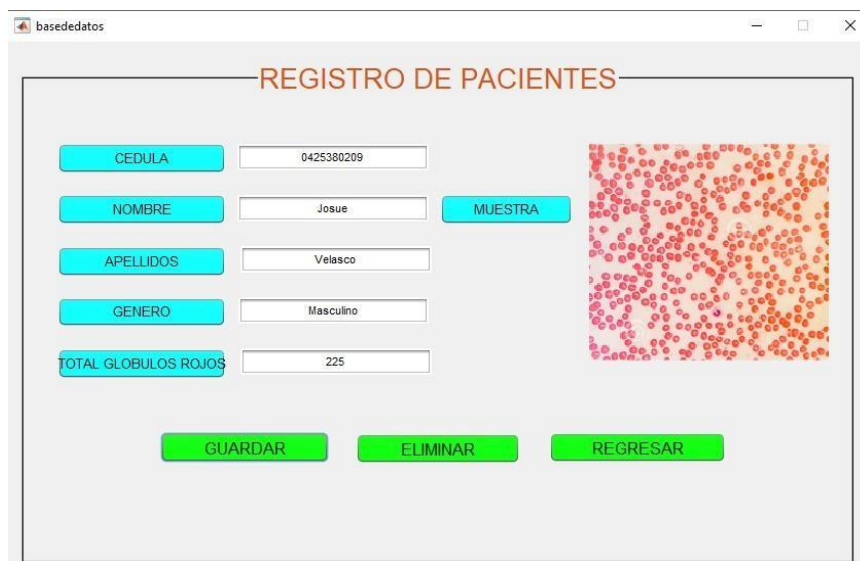 basededatos
REGISTRO DE PACIENTES
CEDULA 0425380209
NOMBRE Josue MUESTRA
APELLIDOS Velasco
GENERO Masculino
TOTAL GLOBULOS ROJOS 225
GUARDAR ELIMINAR REGRESAR